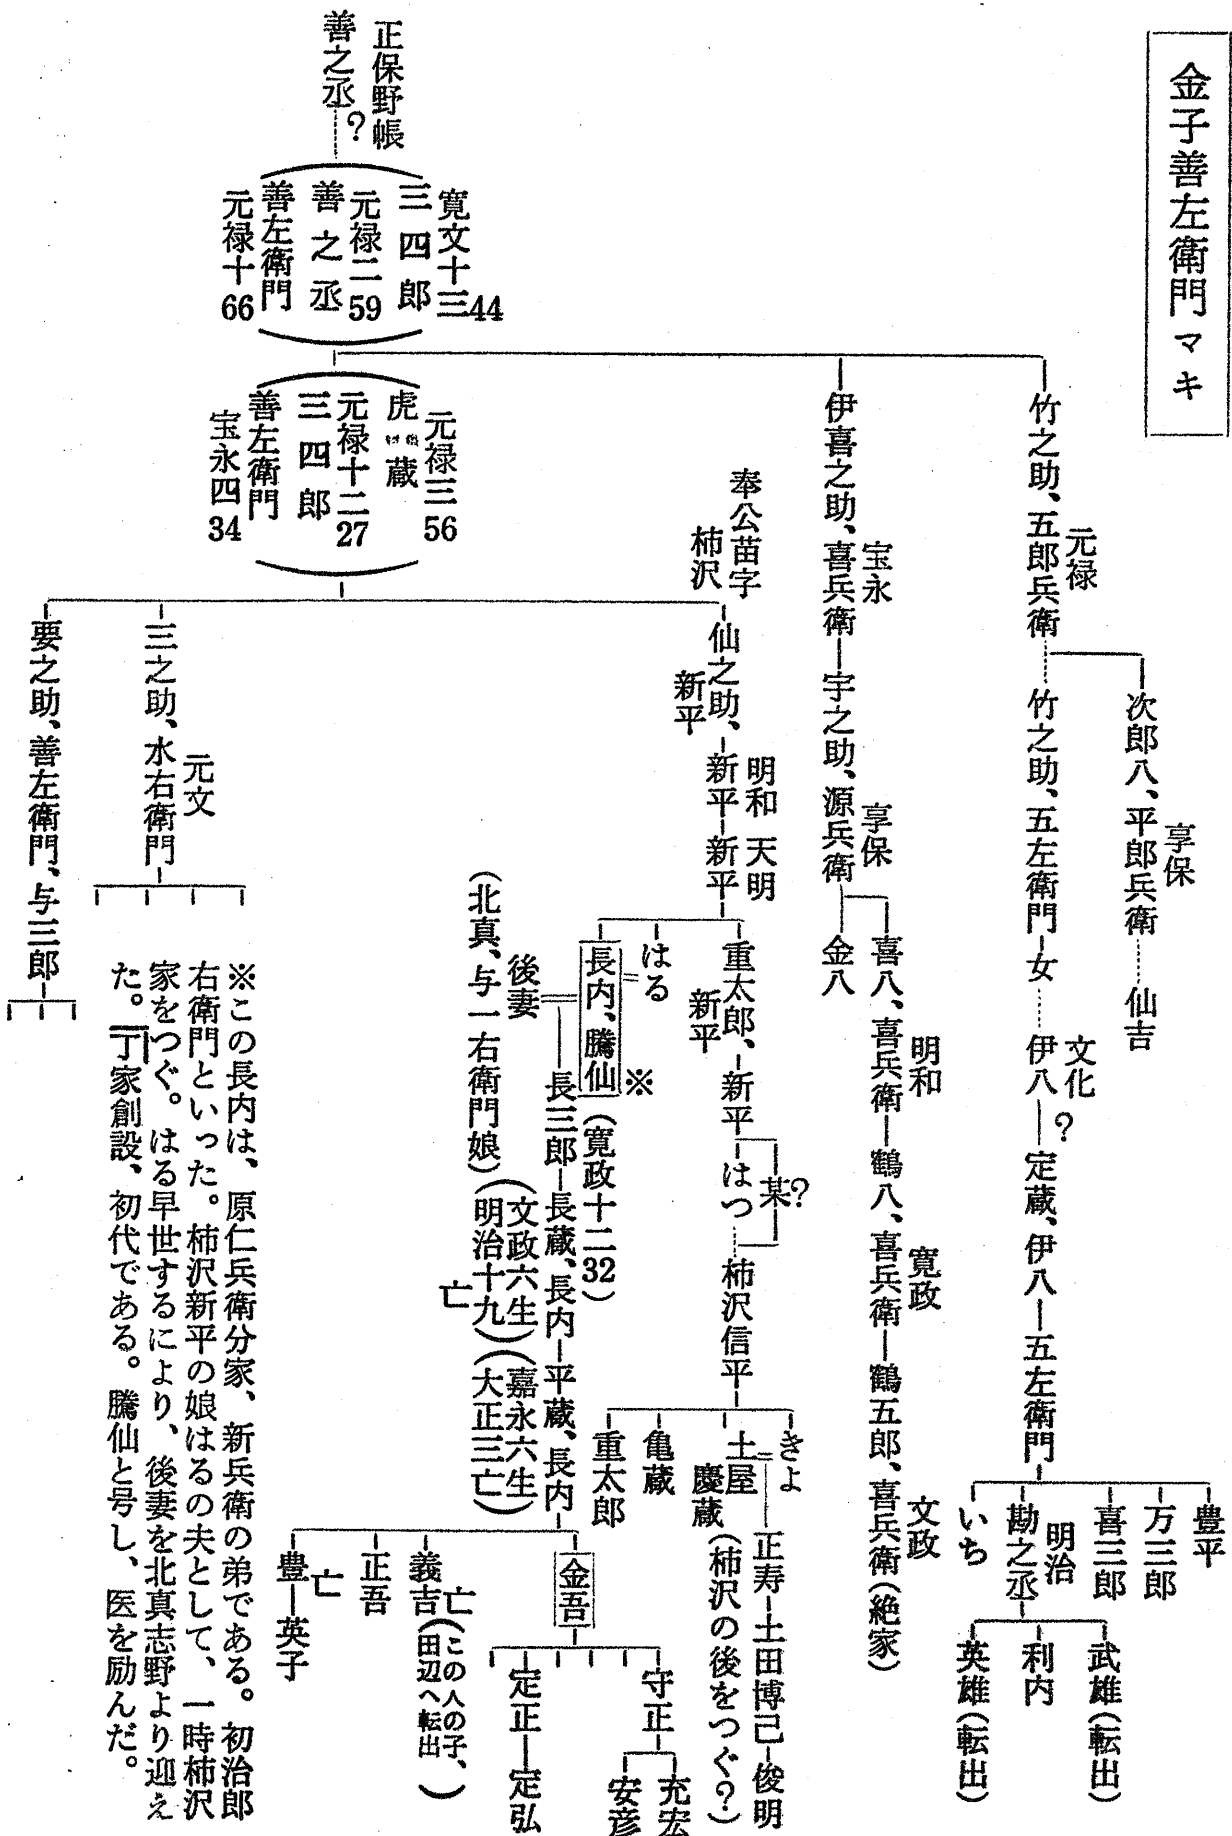 金子善左衛門マキ
正保野帳
善之丞?
寛文十三44
三四郎
元禄二59
善之丞
善左衛門
元禄十66
元禄三56
虎蔵
元禄十二27
三四郎
善左衛門
宝永四34
享保
次郎八、平郎兵衛……仙吉
元禄
竹之助、五郎兵衛……竹之助、五左衛門―女……伊八―定蔵、伊八―五左衛門
文化?
豊平
万三郎
喜三郎
明治
勘之丞
いち
武雄(転出)
利内
英雄(転出)
宝永
伊喜之助、喜兵衛―宇之助、源兵衛
享保
明和
喜八、喜兵衛―鶴八、喜兵衛―鶴五郎、喜兵衛(絶家)
寛政
文政
金八
奉公苗字
柿沢
仙之助、新平―新平―新平
明和 天明
重太郎、新平―新平―はつ……柿沢信平
某?
きよ
土屋慶蔵
正寿―土田博己―俊明
(柿沢の後をつぐ?)
亀蔵
重太郎
はる
長内、騰仙※(寛政十二32)
後妻
(北真、与一右衛門娘)
長三郎―長蔵、長内―平蔵、長内
(文政六生
明治十九亡)
(嘉永六生
大正三亡)
金吾
守正
充宏
安彦
定正―定弘
義吉亡
(この人の子、
田辺へ転出)
正吾
豊亡―英子
元文
三之助、水右衛門
要之助、善左衛門、与三郎
※この長内は、原仁兵衛分家、新兵衛の弟である。初治郎
右衛門といった。柿沢新平の娘はるの夫として、一時柿沢
家をつぐ。はる早世するにより、後妻を北真志野より迎え
た。丁家創設、初代である。騰仙と号し、医を励んだ。